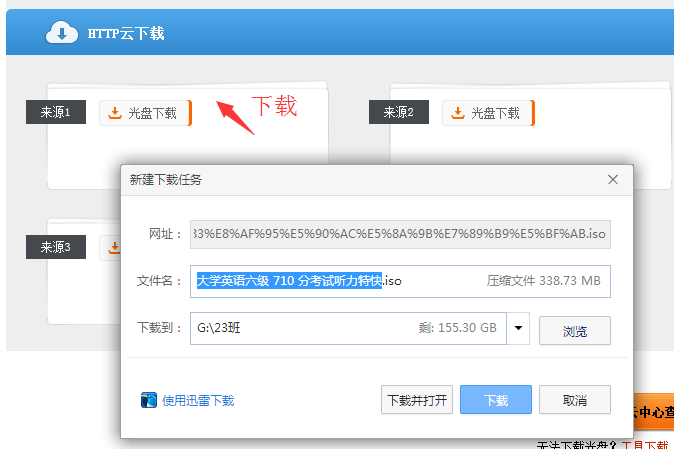 HTTP云下载
来源1 光盘下载 下载
来源2 光盘下载
来源3
新建下载任务
网址： 33%E8%AF%95%E5%90%AC%E5%8A%9B%E7%89%B9%E5%BF%AB.iso
文件名： 大学英语六级 710 分考试听力特快.iso 压缩文件 338.73 MB
下载到： G:\23班 剩: 155.30 GB 浏览
使用迅雷下载 下载并打开 下载 取消
云中心查
无法下载光盘？工具下载